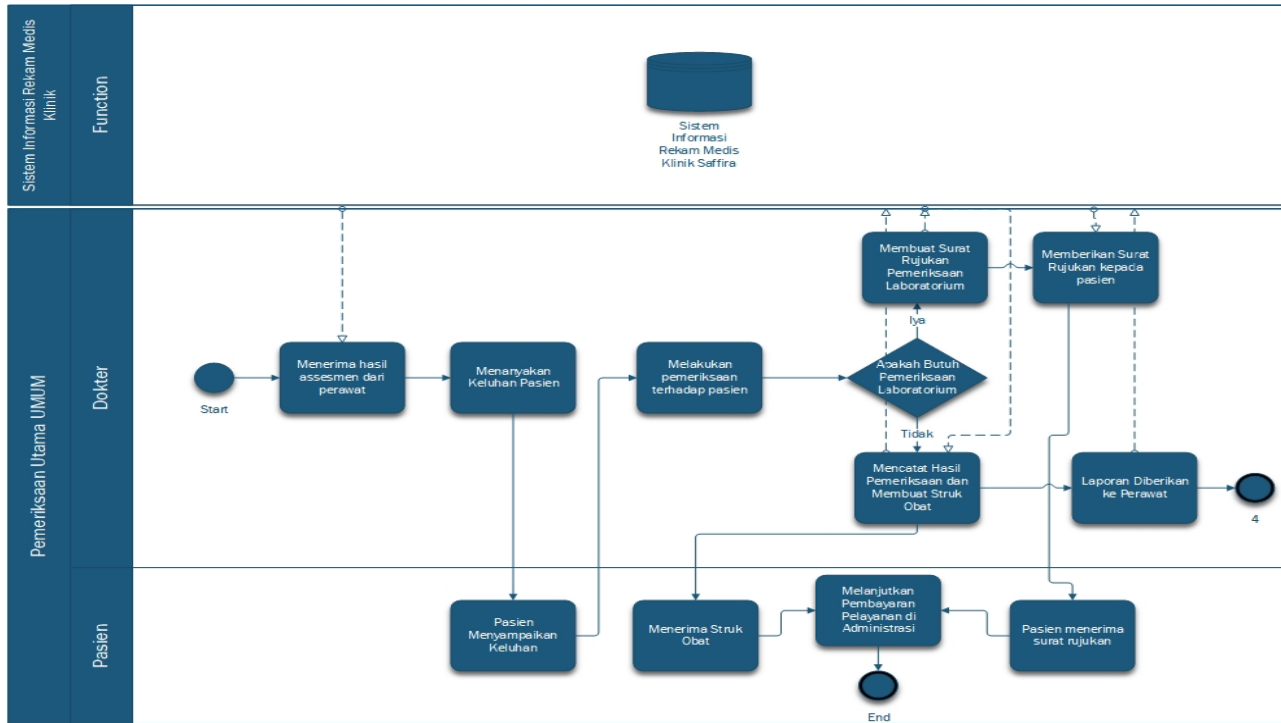 Sistem Informasi Rekam Medis
Klinik
Function
Sistem
Informasi
Rekam Medis
Klinik Saffira
Pemeriksaan Utama UMUM
Dokter
Start
Menerima hasil
assesmen dari
perawat
Menanyakan
Keluhan Pasien
Melakukan
pemeriksaan
terhadap pasien
Apakah Butuh
Pemeriksaan
Laboratorium
Iya
Tidak
Membuat Surat
Rujukan
Pemeriksaan
Laboratorium
Memberikan Surat
Rujukan kepada
pasien
Mencatat Hasil
Pemeriksaan dan
Membuat Struk
Obat
Laporan Diberikan
ke Perawat
4
Pasien
Pasien
Menyampaikan
Keluhan
Menerima Struk
Obat
Melanjutkan
Pembayaran
Pelayanan di
Administrasi
Pasien menerima
surat rujukan
End